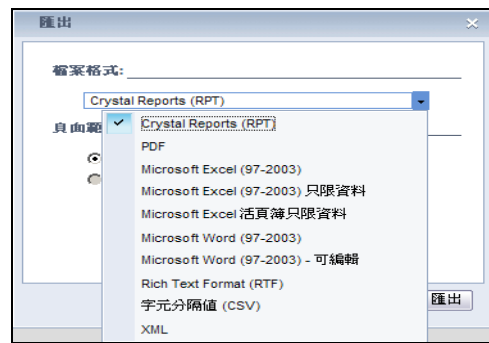 匯出
檔案格式:
Crystal Reports (RPT)
Crystal Reports (RPT)
頁面範
PDF
Microsoft Excel (97-2003)
Microsoft Excel (97-2003) 只限資料
Microsoft Excel 活頁簿只限資料
Microsoft Word (97-2003)
Microsoft Word (97-2003) - 可編輯
Rich Text Format (RTF)
匯出
字元分隔值 (CSV)
XML